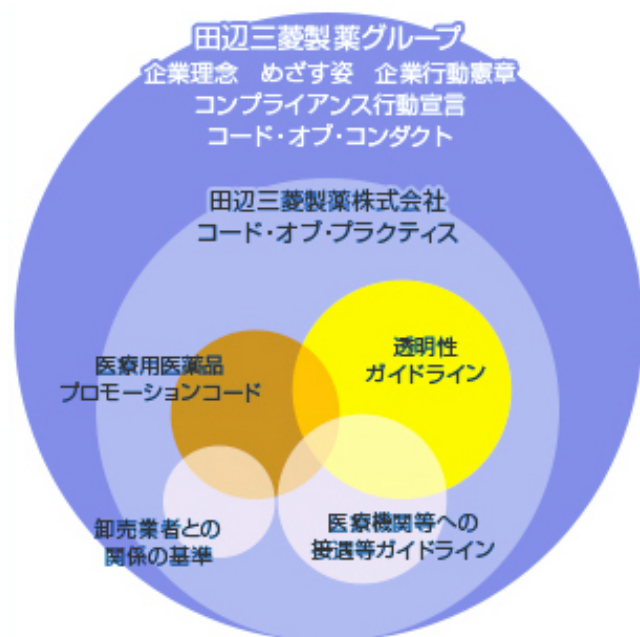 田辺三菱製薬グループ
企業理念　めざす姿　企業行動憲章
コンプライアンス行動宣言
コード・オブ・コンダクト
田辺三菱製薬株式会社
コード・オブ・プラクティス
透明性
ガイドライン
医療用医薬品
プロモーションコード
卸売業者との
関係の基準
医療機関等への
接遇等ガイドライン